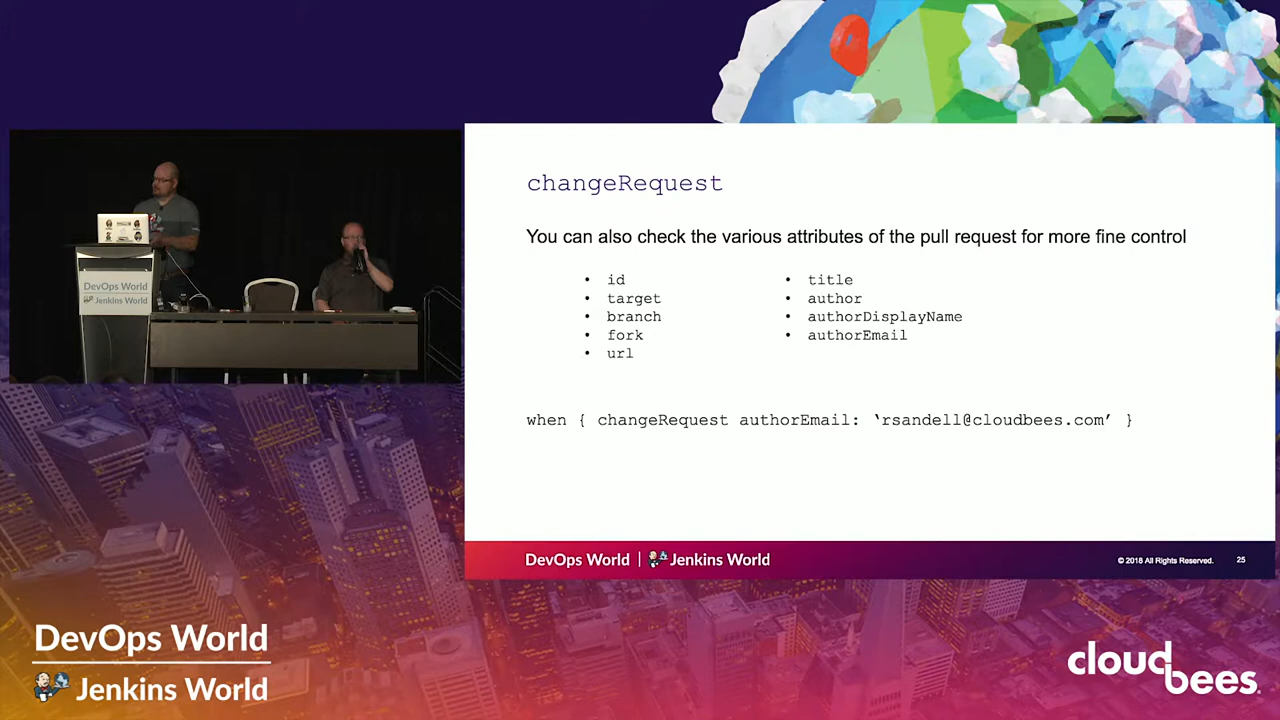 changeRequest
You can also check the various attributes of the pull request for more fine control
• id
• target
• branch
• fork
• url
• title
• author
• authorDisplayName
• authorEmail
when { changeRequest authorEmail: ‘rsandell@cloudbees.com’ }
DevOps World | Jenkins World
© 2018 All Rights Reserved.
25
DevOps World
Jenkins World
DevOps World
Jenkins World
cloudbees.